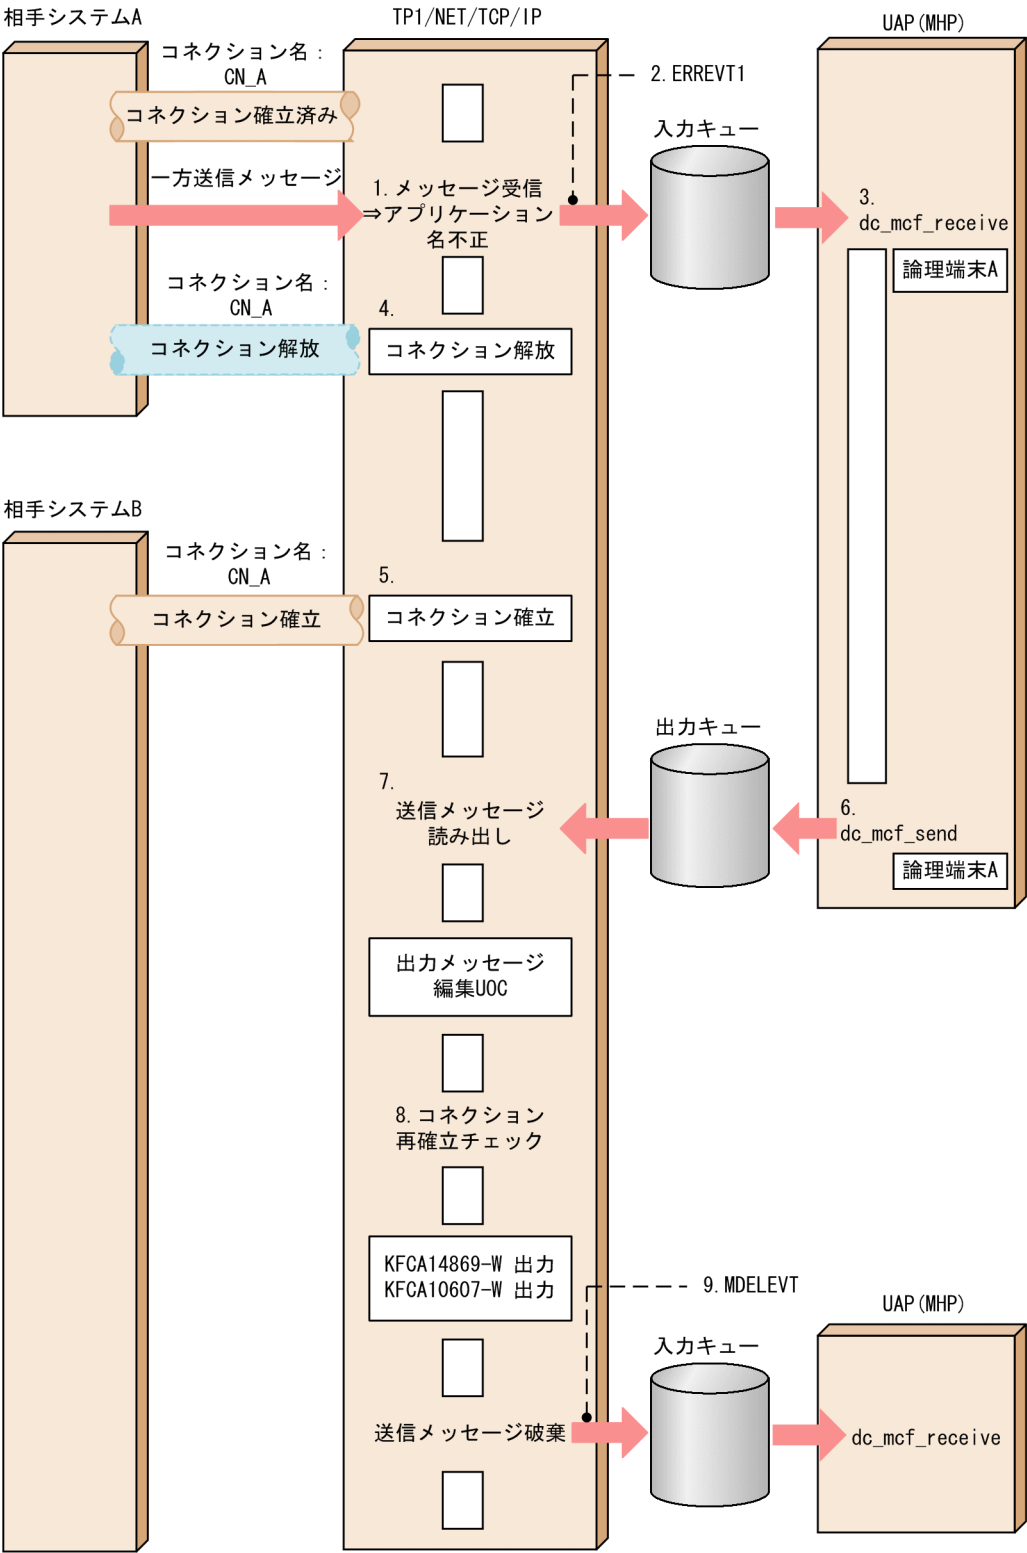 相手システムA
TP1/NET/TCP/IP
UAP(MHP)
コネクション名：
CN_A
コネクション確立済み
2.ERREVT1
入力キュー
一方送信メッセージ
1.メッセージ受信
⇒アプリケーション
名不正
3.
dc_mcf_receive
論理端末A
コネクション名：
CN_A
4.
コネクション解放
コネクション解放
相手システムB
コネクション名：
CN_A
5.
コネクション確立
コネクション確立
出力キュー
7.
送信メッセージ
読み出し
6.
dc_mcf_send
論理端末A
出力メッセージ
編集UOC
8.コネクション
再確立チェック
KFCA14869-W 出力
KFCA10607-W 出力
9.MDELEVT
UAP(MHP)
入力キュー
送信メッセージ破棄
dc_mcf_receive